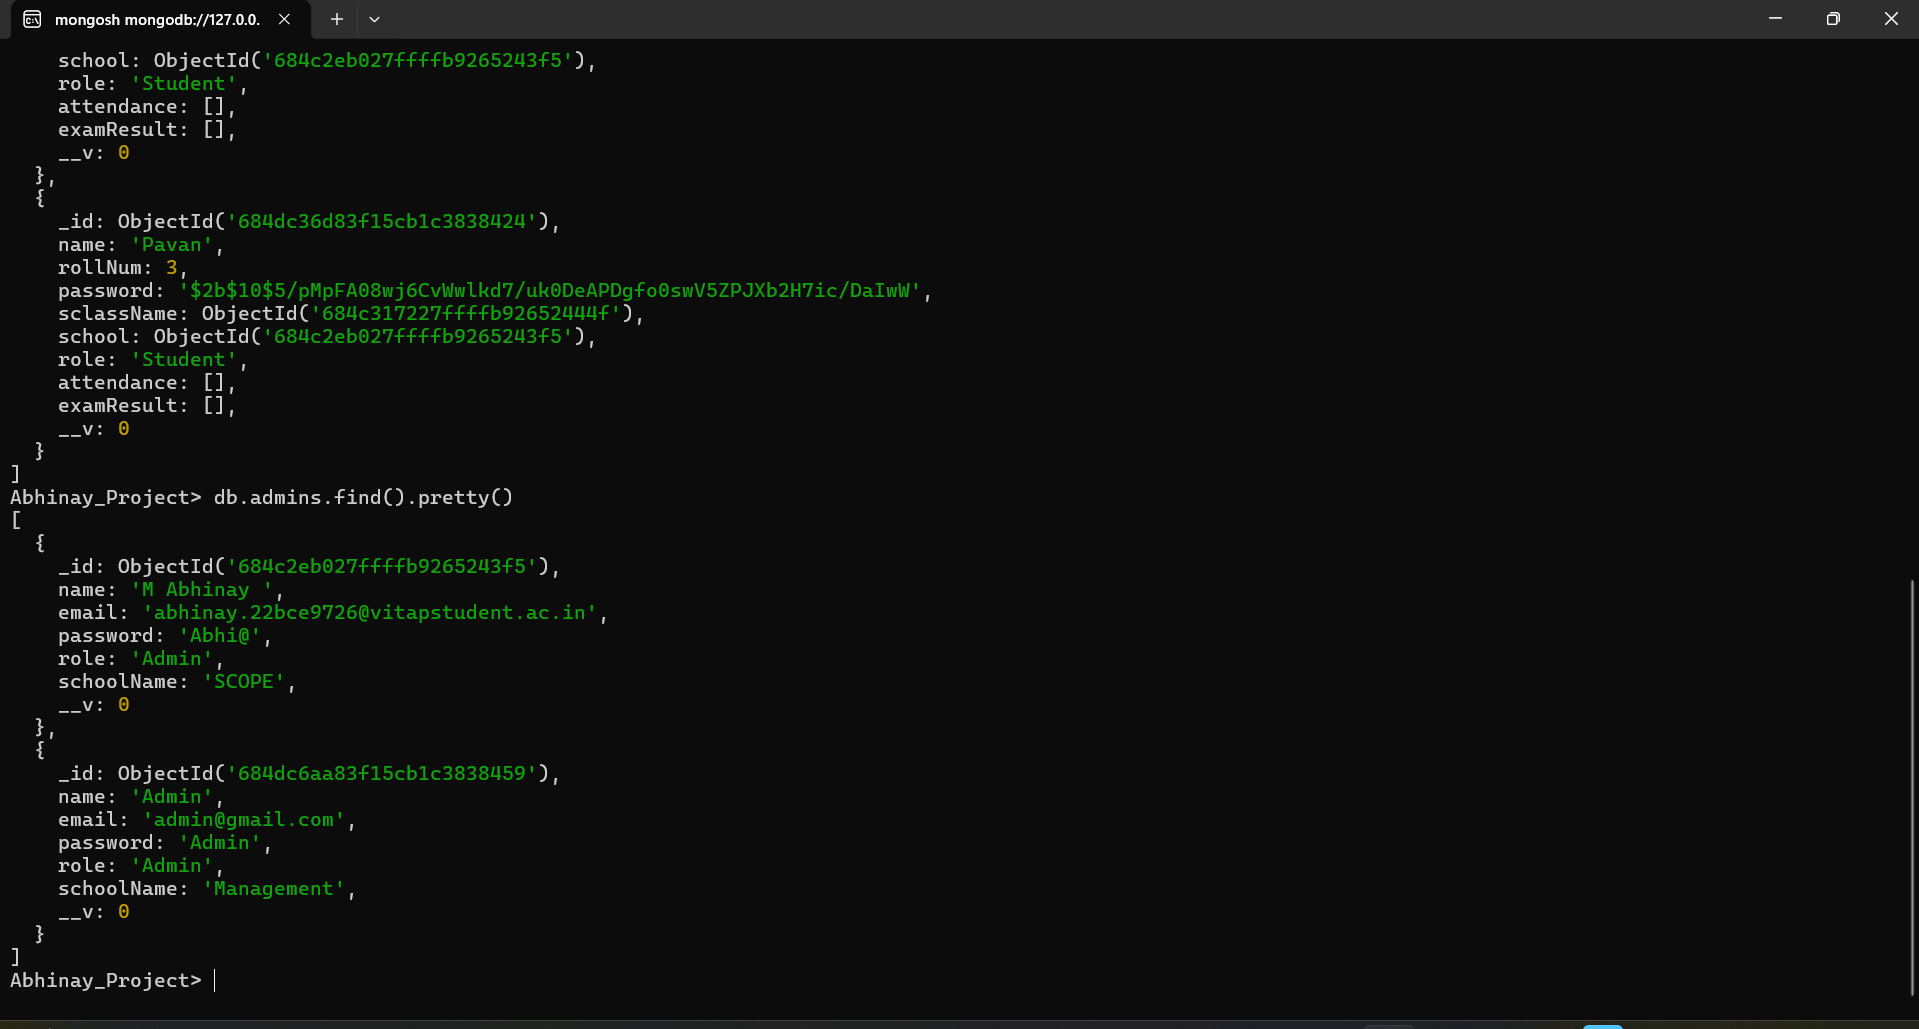 mongosh mongodb://127.0.0.
school: ObjectId('684c2eb027ffffb9265243f5'),
role: 'Student',
attendance: [],
examResult: [],
__v: 0
},
{
_id: ObjectId('684dc36d83f15cb1c3838424'),
name: 'Pavan',
rollNum: 3,
password: '$2b$10$5/pMpFA08wj6CvWwlkd7/uk0DeAPDgfo0swV5ZPJXb2H7ic/DaIwW',
sclassName: ObjectId('684c317227ffffb92652444f'),
school: ObjectId('684c2eb027ffffb9265243f5'),
role: 'Student',
attendance: [],
examResult: [],
__v: 0
}
]
Abhinay_Project> db.admins.find().pretty()
[
{
_id: ObjectId('684c2eb027ffffb9265243f5'),
name: 'M Abhinay ',
email: 'abhinay.22bce9726@vitapstudent.ac.in',
password: 'Abhi@',
role: 'Admin',
schoolName: 'SCOPE',
__v: 0
},
{
_id: ObjectId('684dc6aa83f15cb1c3838459'),
name: 'Admin',
email: 'admin@gmail.com',
password: 'Admin',
role: 'Admin',
schoolName: 'Management',
__v: 0
}
]
Abhinay_Project>